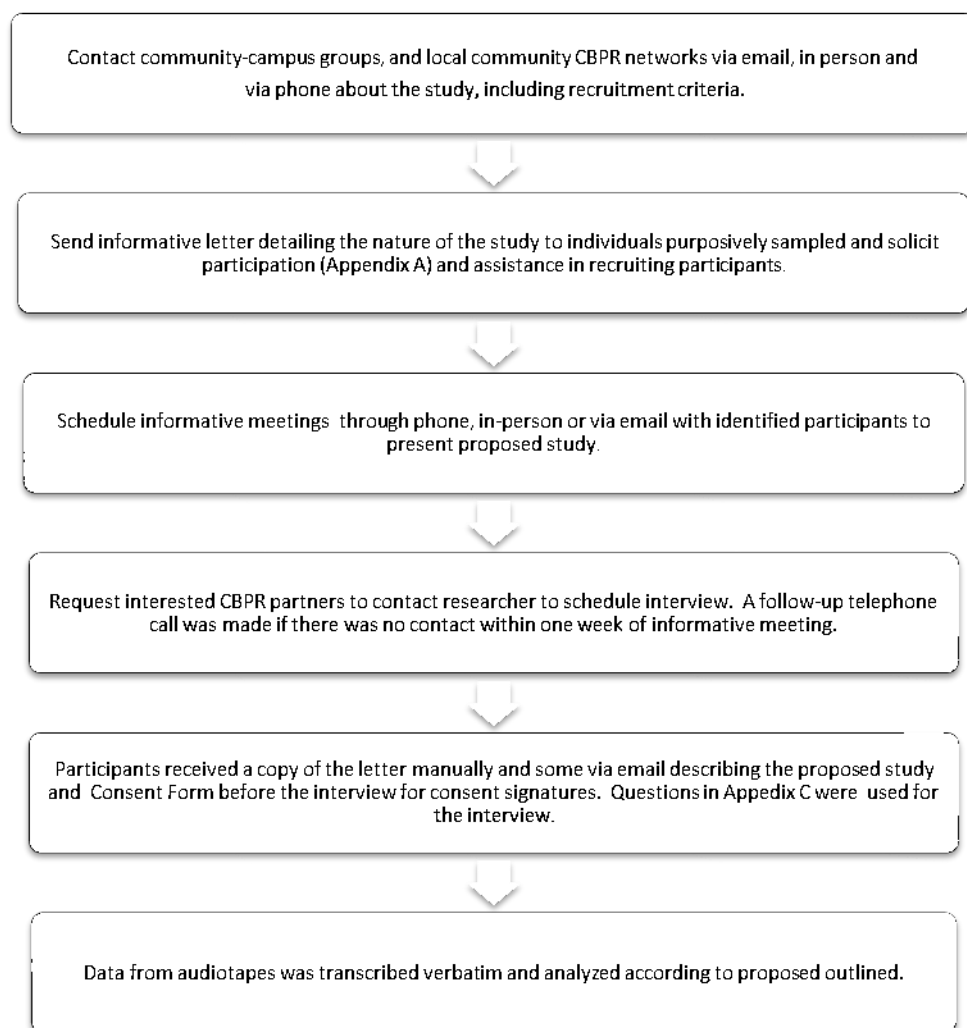 Contact community-campus groups, and local community CBPR networks via email, in person and
via phone about the study, including recruitment criteria.
Send informative letter detailing the nature of the study to individuals purposively sampled and solicit
participation (Appendix A) and assistance in recruiting participants.
Schedule informative meetings through phone, in-person or via email with identified participants to
present proposed study.
Request interested CBPR partners to contact researcher to schedule interview. A follow-up telephone
call was made if there was no contact within one week of informative meeting.
Participants received a copy of the letter manually and some via email describing the proposed study
and Consent Form before the interview for consent signatures. Questions in Appedix C were used for
the interview.
Data from audiotapes was transcribed verbatim and analyzed according to proposed outlined.